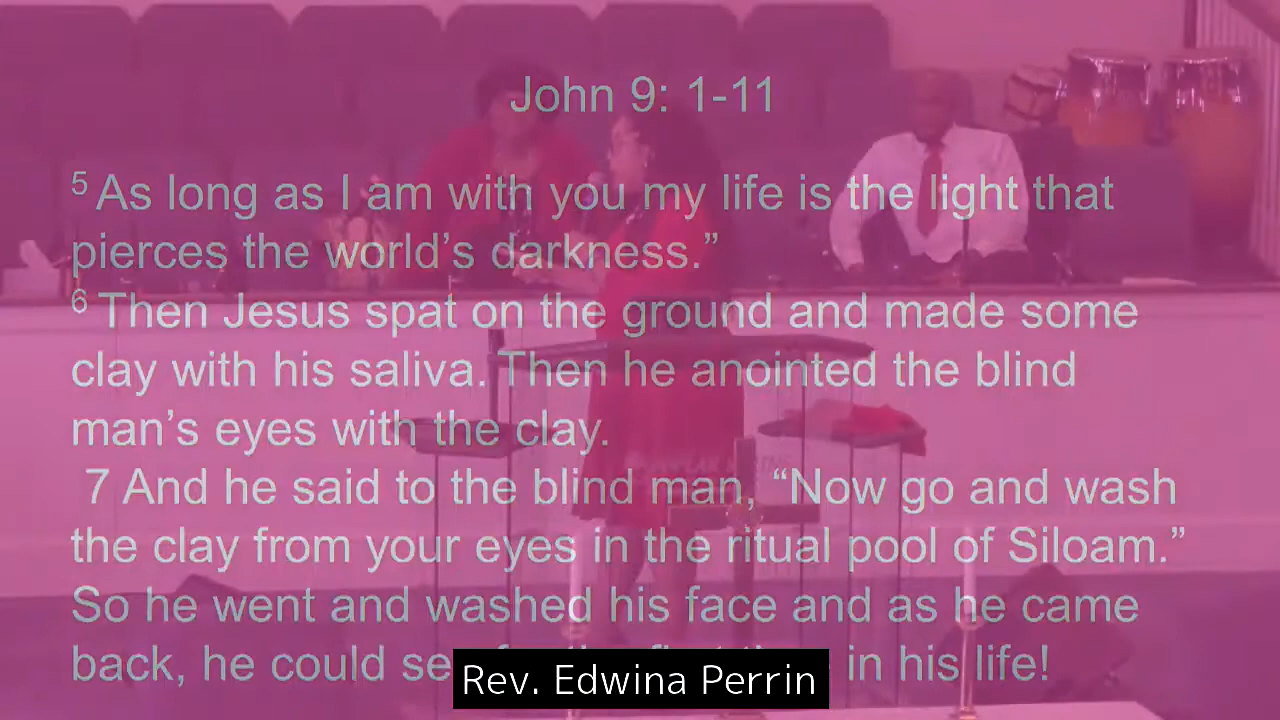 John 9: 1-11
5 As long as I am with you my life is the light that
pierces the world’s darkness.”
6 Then Jesus spat on the ground and made some
clay with his saliva. Then he anointed the blind
man’s eyes with the clay.
7 And he said to the blind man, “Now go and wash
the clay from your eyes in the ritual pool of Siloam.”
So he went and washed his face and as he came
back, he could in his life!
Rev. Edwina Perrin